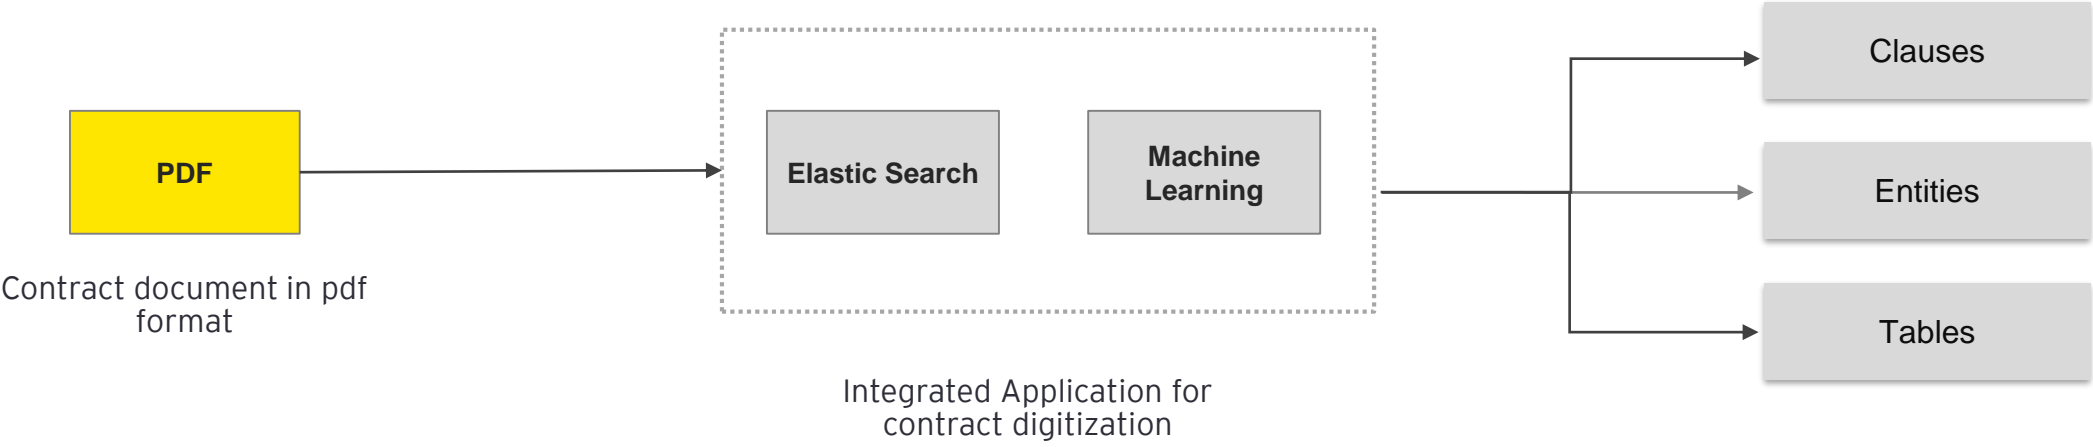 PDF
Contract document in pdf
format
Elastic Search
Machine
Learning
Integrated Application for
contract digitization
Clauses
Entities
Tables